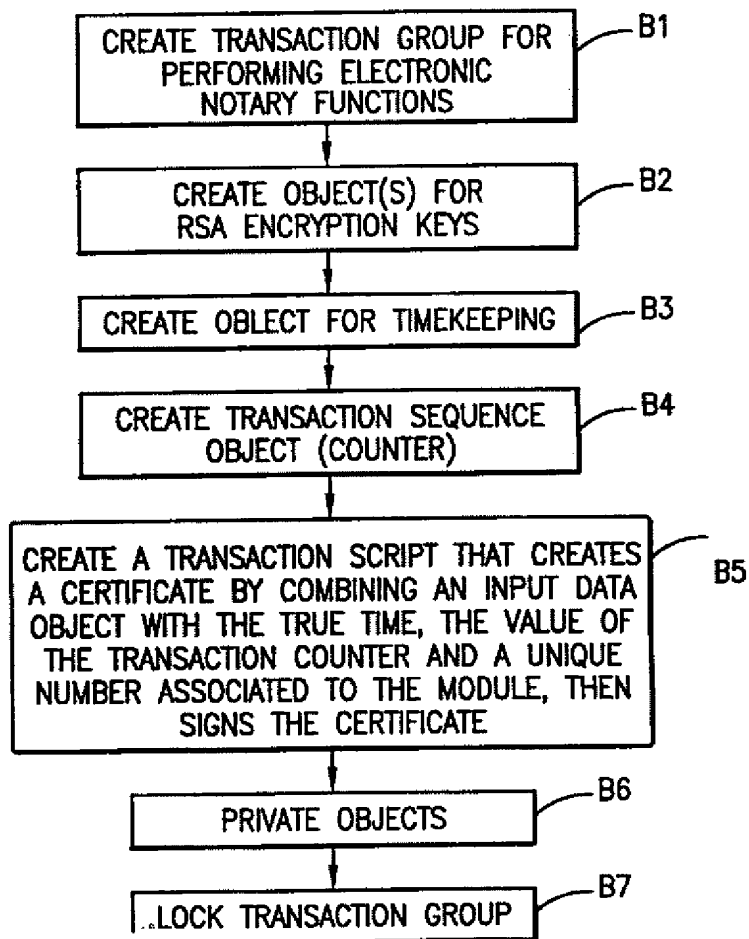 CREATE TRANSACTION GROUP FOR
PERFORMING ELECTRONIC
NOTARY FUNCTIONS
B1
CREATE OBJECT(S) FOR
RSA ENCRYPTION KEYS
B2
CREATE OBLECT FOR TIMEKEEPING
B3
CREATE TRANSACTION SEQUENCE
OBJECT (COUNTER)
B4
CREATE A TRANSACTION SCRIPT THAT CREATES
A CERTIFICATE BY COMBINING AN INPUT DATA
OBJECT WITH THE TRUE TIME, THE VALUE OF
THE TRANSACTION COUNTER AND A UNIQUE
NUMBER ASSOCIATED TO THE MODULE, THEN
SIGNS THE CERTIFICATE
B5
PRIVATE OBJECTS
B6
LOCK TRANSACTION GROUP
B7